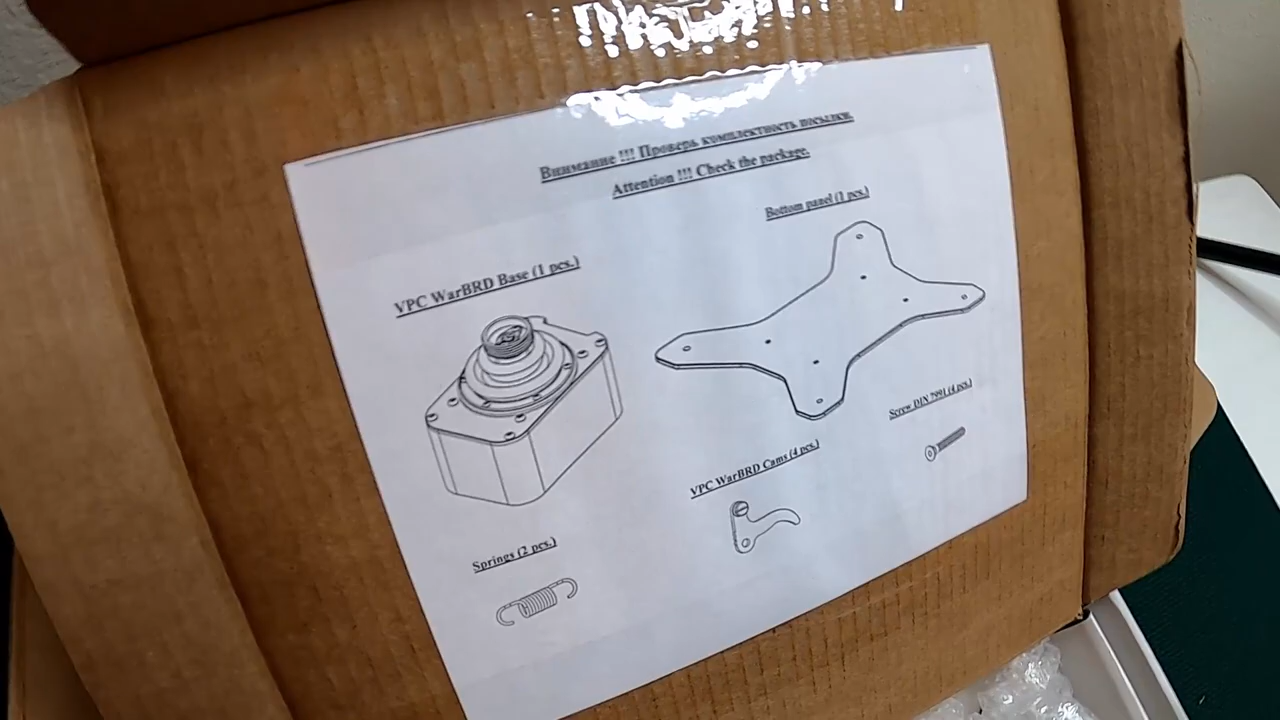 Внимание !!! Проверь комплектность посылки.
Attention !!! Check the package.
Bottom panel (1 pcs.)
VPC WarBRD Base (1 pcs.)
Screw DIN 7991 (4 pcs.)
VPC WarBRD Cams (4 pcs.)
Springs (2 pcs.)